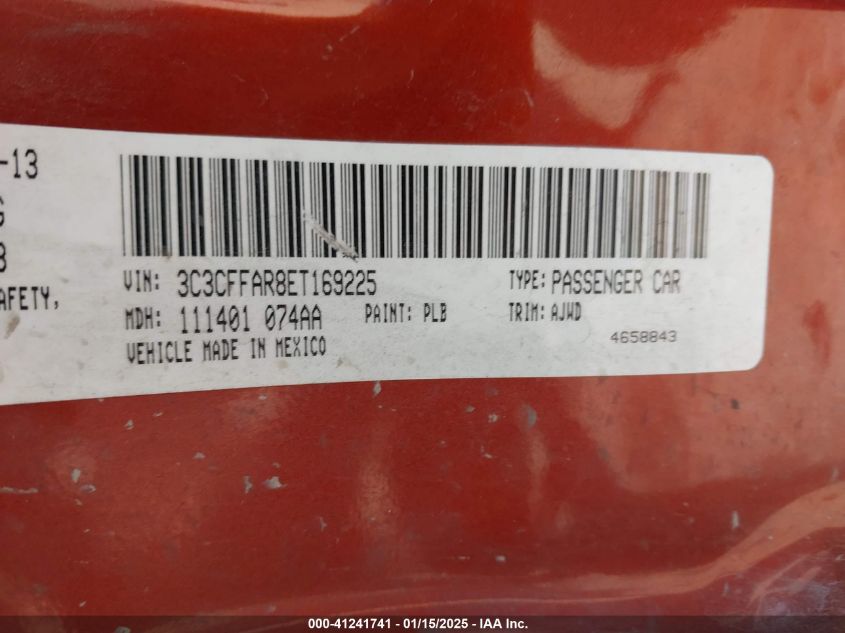 -13
G
8
AFETY,
VIN: 3C3CFFAR8ET169225 TYPE: PASSENGER CAR
MDH: 111401 074AA PAINT: PLB TRIM: AJWD
VEHICLE MADE IN MEXICO 4658843
000-41241741 - 01/15/2025 - IAA Inc.